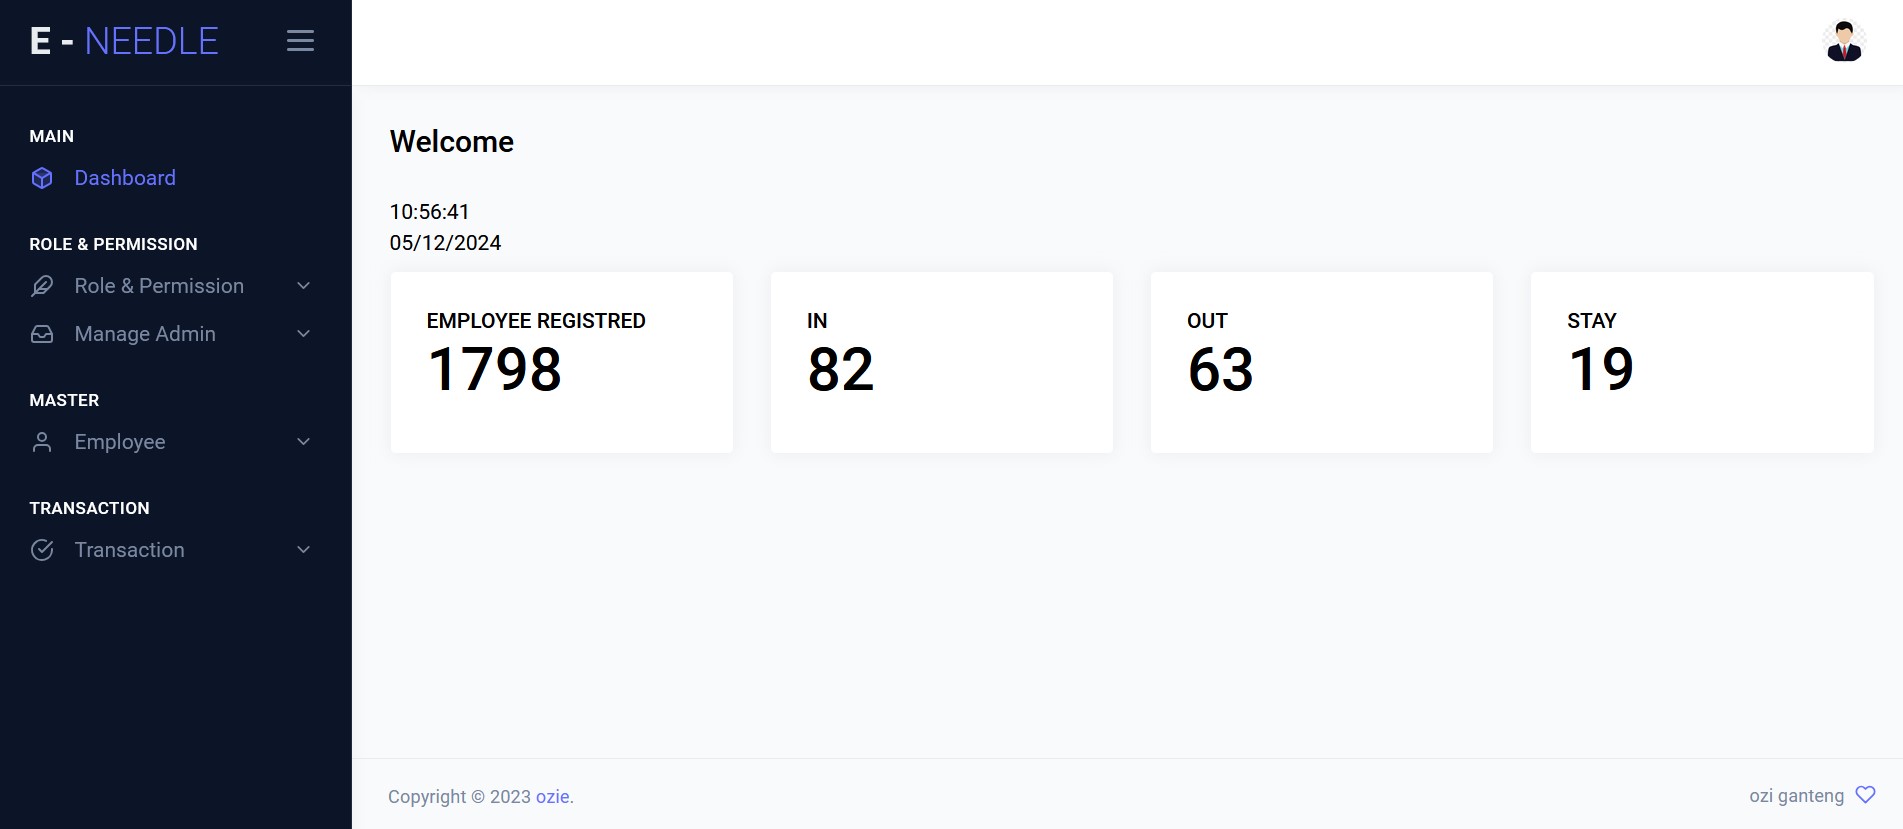 E - NEEDLE
MAIN
Dashboard
ROLE & PERMISSION
Role & Permission
Manage Admin
MASTER
Employee
TRANSACTION
Transaction
Welcome
10:56:41
05/12/2024
EMPLOYEE REGISTRED
1798
IN
82
OUT
63
STAY
19
Copyright © 2023 ozie.
ozi ganteng